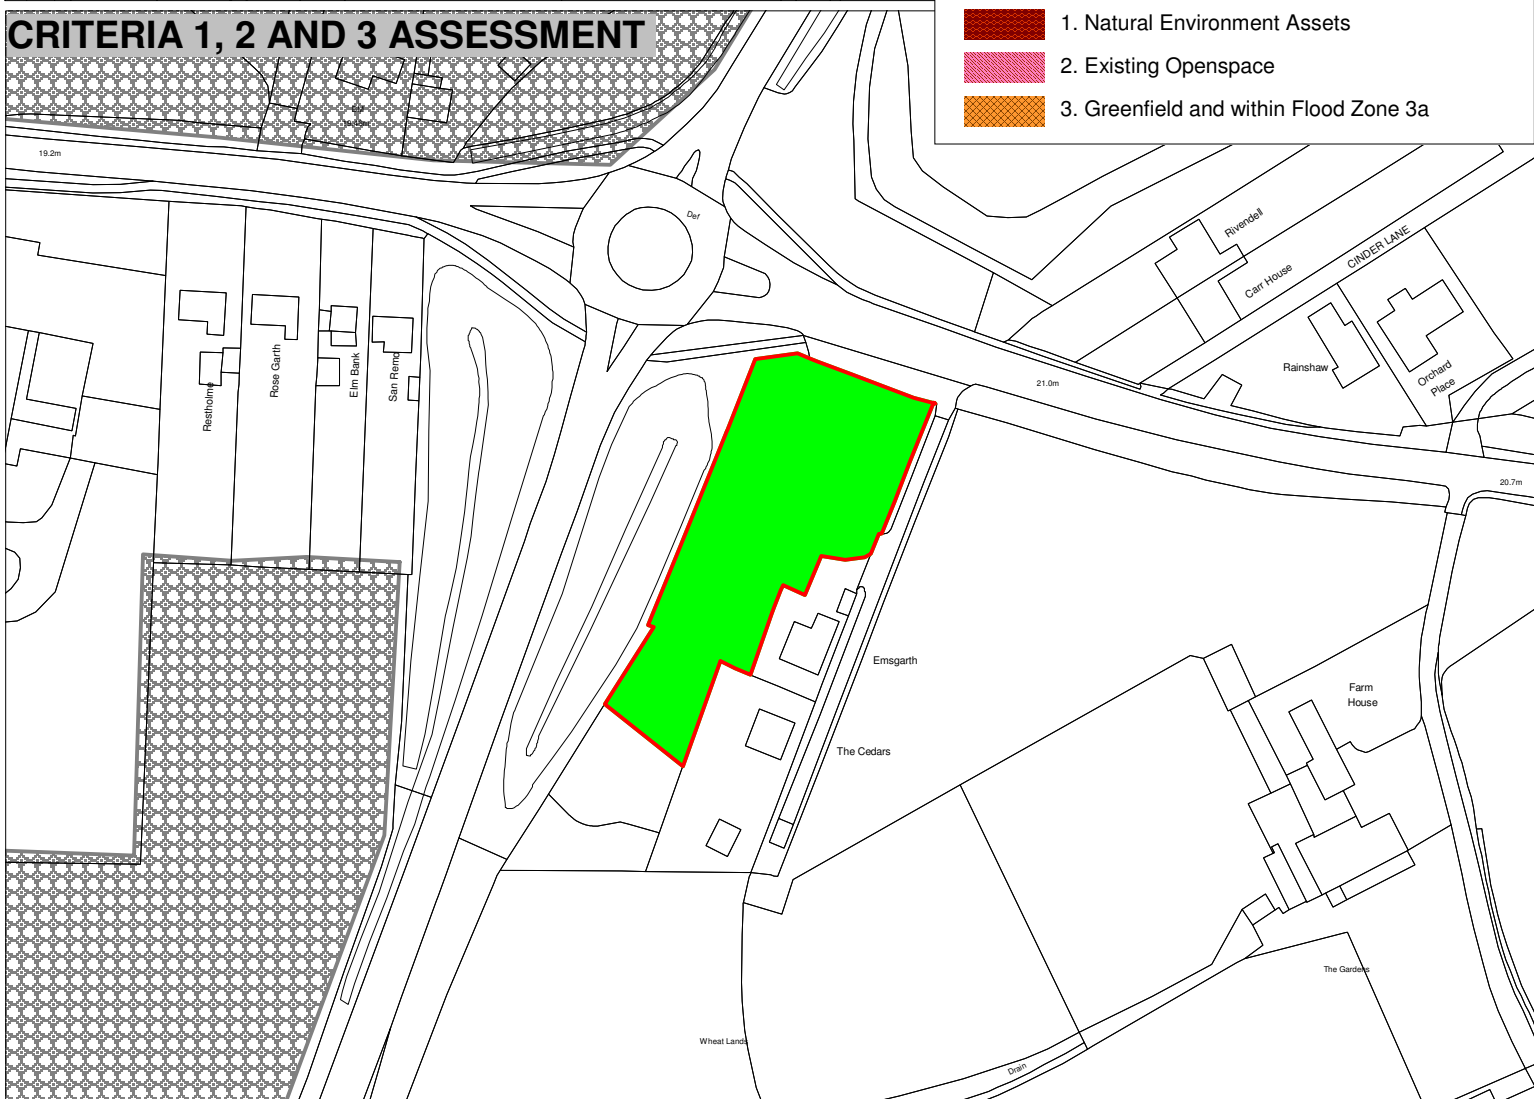 CRITERIA 1, 2 AND 3 ASSESSMENT
1. Natural Environment Assets
2. Existing Openspace
3. Greenfield and within Flood Zone 3a
BM
19.2m
Def
Rivendell
CINDER LANE
Carr House
Restholme
Rose Garth
Elm Bank
San Remo
Rainshaw
Orchard
Place
21.0m
20.7m
Emsgarth
The Cedars
Farm
House
The Gardens
Wheat Lands
Drain